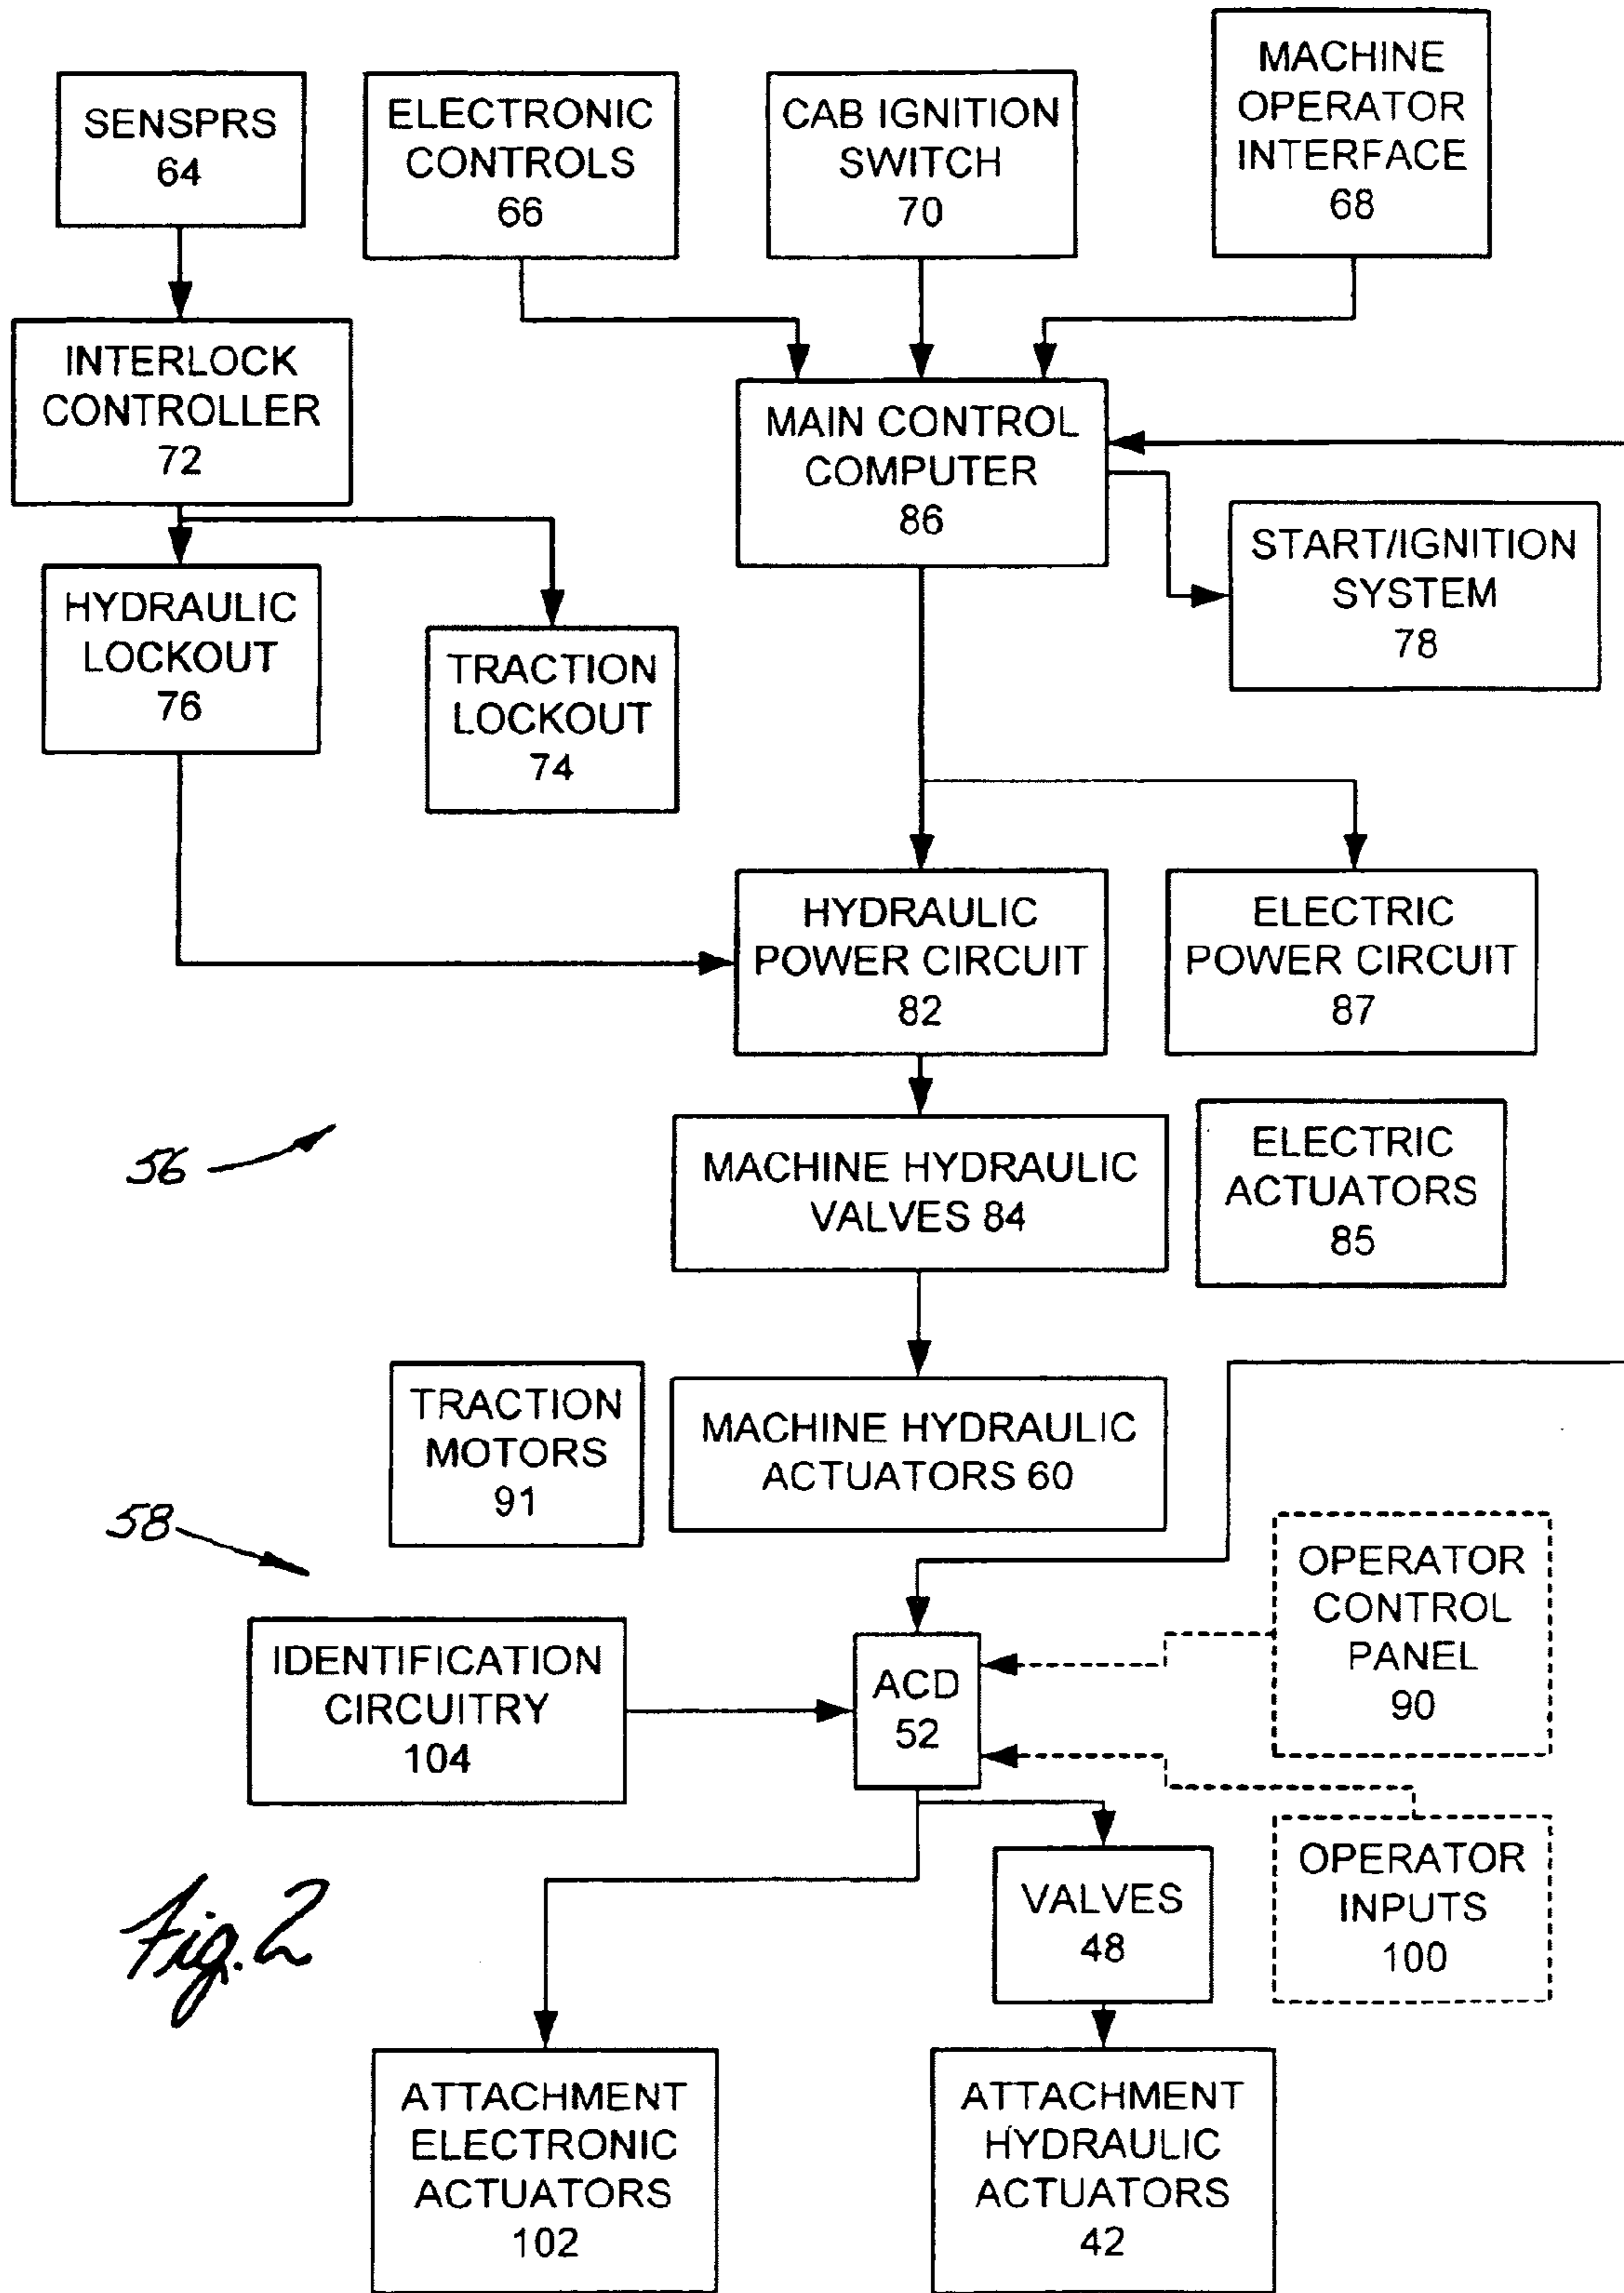 SENSPRS
64
ELECTRONIC
CONTROLS
66
CAB IGNITION
SWITCH
70
MACHINE
OPERATOR
INTERFACE
68
INTERLOCK
CONTROLLER
72
MAIN CONTROL
COMPUTER
86
START/IGNITION
SYSTEM
78
HYDRAULIC
LOCKOUT
76
TRACTION
LOCKOUT
74
HYDRAULIC
POWER CIRCUIT
82
ELECTRIC
POWER CIRCUIT
87
56
MACHINE HYDRAULIC
VALVES 84
ELECTRIC
ACTUATORS
85
TRACTION
MOTORS
91
MACHINE HYDRAULIC
ACTUATORS 60
58
IDENTIFICATION
CIRCUITRY
104
ACD
52
OPERATOR
CONTROL
PANEL
90
OPERATOR
INPUTS
100
VALVES
48
Fig. 2
ATTACHMENT
ELECTRONIC
ACTUATORS
102
ATTACHMENT
HYDRAULIC
ACTUATORS
42